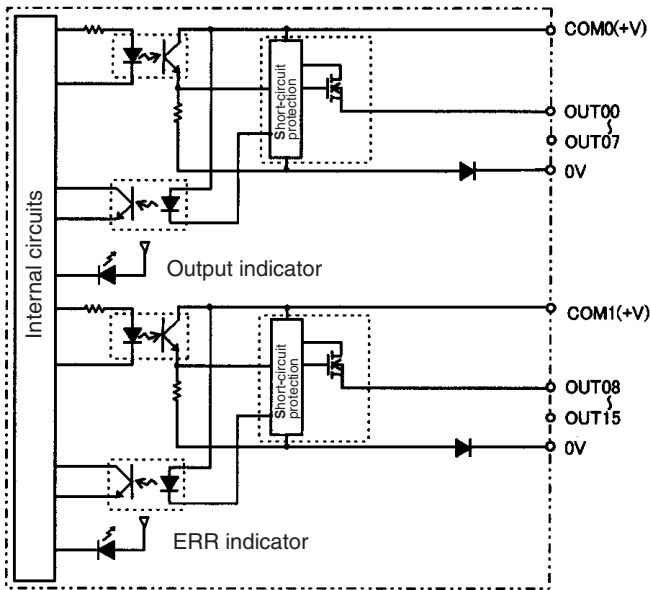 COM0(+V)
Short-circuit
protection
OUT00
OUT07
0V
Internal circuits
Output indicator
COM1(+V)
Short-circuit
protection
OUT08
OUT15
0V
ERR indicator